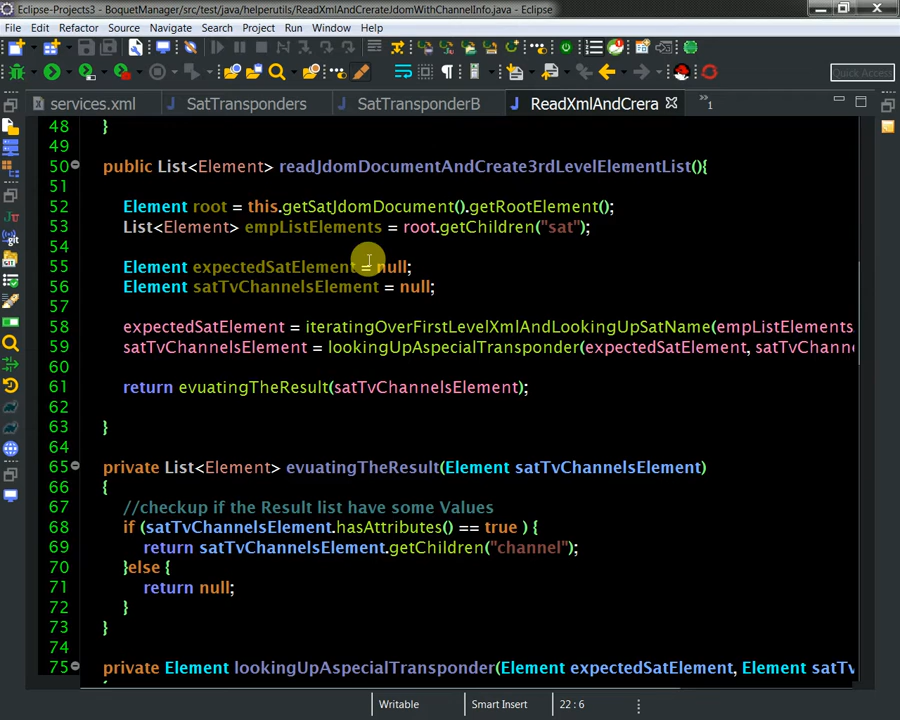 Eclipse-Projects3 - BoquetManager/src/test/java/helperutils/ReadXmlAndCrerateJdomWithChannelInfo.java - Eclipse
File Edit Refactor Source Navigate Search Project Run Window Help
Quick Access
services.xml SatTransponders SatTransponderB ReadXmlAndCrera »1
48 }
49
50 public List<Element> readJdomDocumentAndCreate3rdLevelElementList(){
51
52 Element root = this.getSatJdomDocument().getRootElement();
53 List<Element> empListElements = root.getChildren("sat");
54
55 Element expectedSatElement = null;
56 Element satTvChannelsElement = null;
57
58 expectedSatElement = iteratingOverFirstLevelXmlAndLookingUpSatName(empListElements
59 satTvChannelsElement = lookingUpAspecialTransponder(expectedSatElement, satTvChanne
60
61 return evuatingTheResult(satTvChannelsElement);
62
63 }
64
65 private List<Element> evuatingTheResult(Element satTvChannelsElement)
66 {
67 //checkup if the Result list have some Values
68 if (satTvChannelsElement.hasAttributes() == true ) {
69 return satTvChannelsElement.getChildren("channel");
70 }else {
71 return null;
72 }
73 }
74
75 private Element lookingUpAspecialTransponder(Element expectedSatElement, Element satTv
Writable Smart Insert 22 : 6